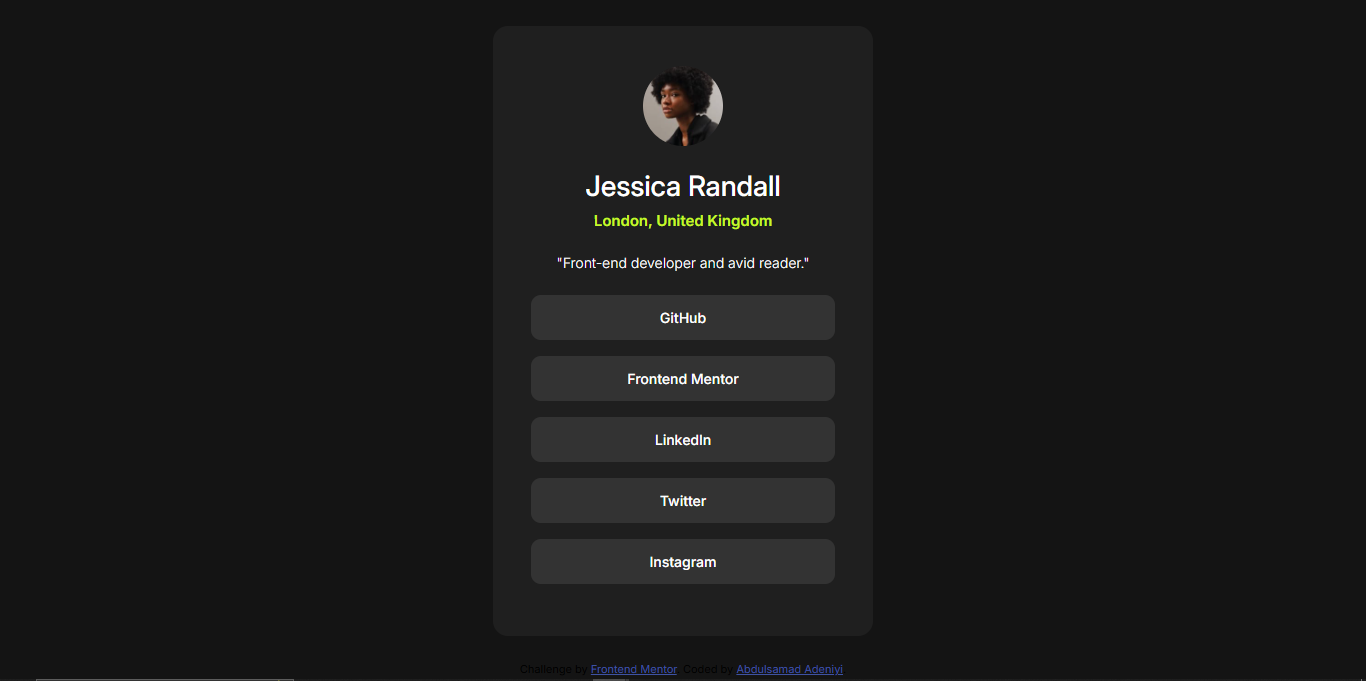 Jessica Randall
London, United Kingdom
"Front-end developer and avid reader."
GitHub
Frontend Mentor
LinkedIn
Twitter
Instagram
Challenge by Frontend Mentor. Coded by Abdulsamad Adeniyi